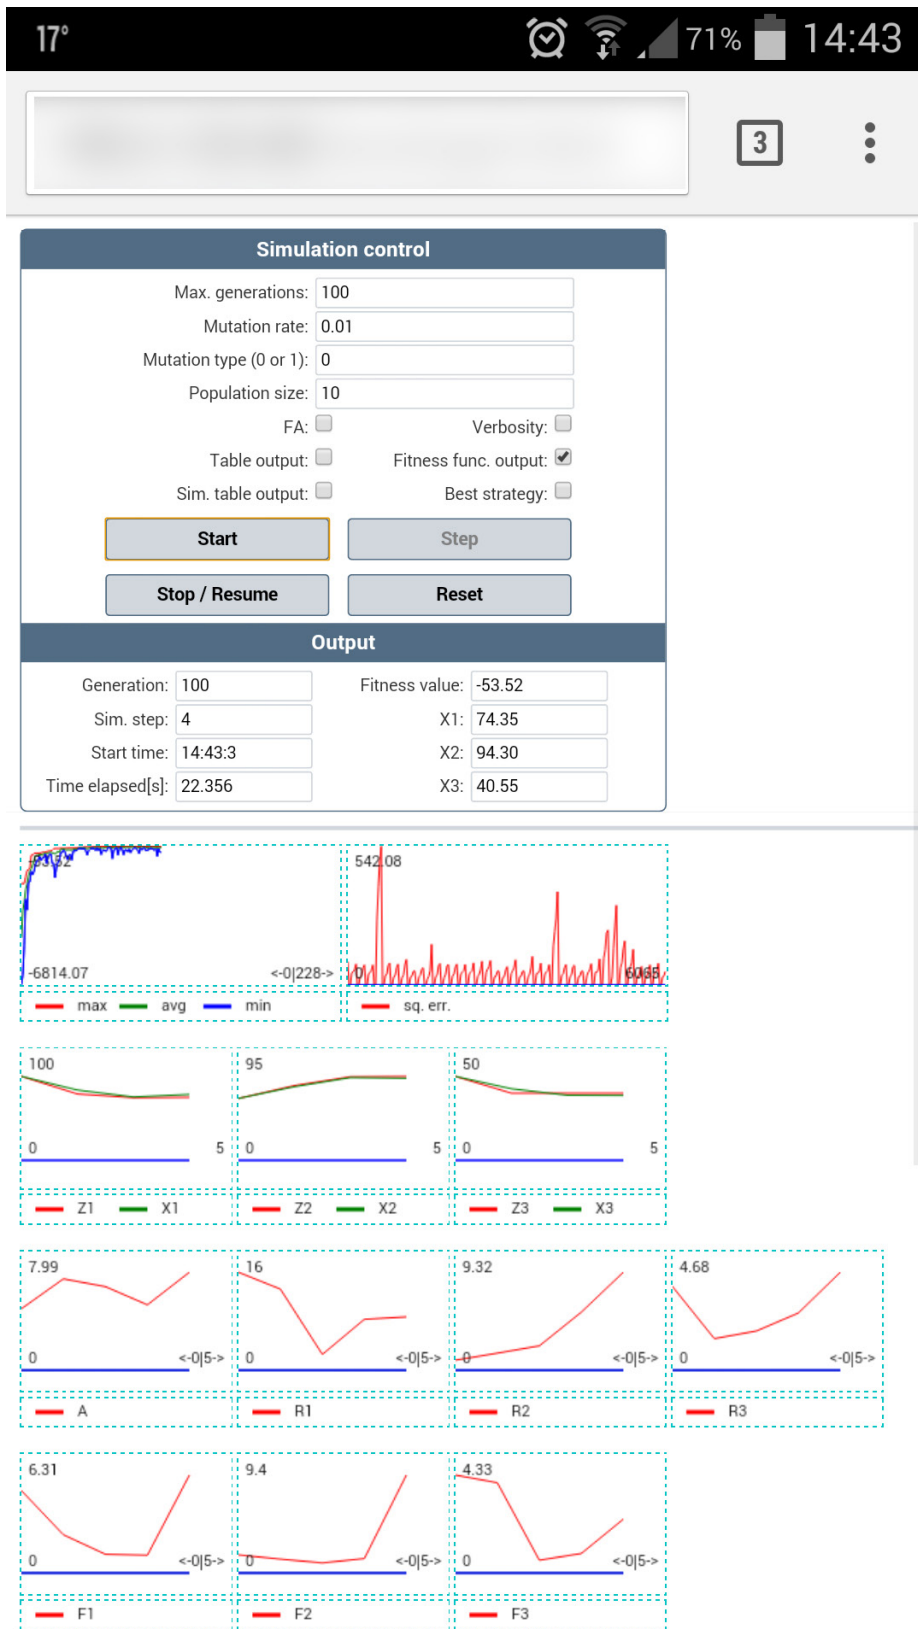 17° 71% 14:43
3
Simulation control
Max. generations: 100
Mutation rate: 0.01
Mutation type (0 or 1): 0
Population size: 10
FA: Verbosity:
Table output: Fitness func. output:
Sim. table output: Best strategy:
Start Step
Stop / Resume Reset
Output
Generation: 100 Fitness value: -53.52
Sim. step: 4 X1: 74.35
Start time: 14:43:3 X2: 94.30
Time elapsed[s]: 22.356 X3: 40.55
-53.52 542.08
-6814.07 <-0|228-> 0 6065
max avg min sq. err.
100 95 50
0 5 0 5 0 5
Z1 X1 Z2 X2 Z3 X3
7.99 16 9.32 4.68
0 <-0|5-> 0 <-0|5-> 0 <-0|5-> 0 <-0|5->
A R1 R2 R3
6.31 9.4 4.33
0 <-0|5-> 0 <-0|5-> 0 <-0|5->
F1 F2 F3